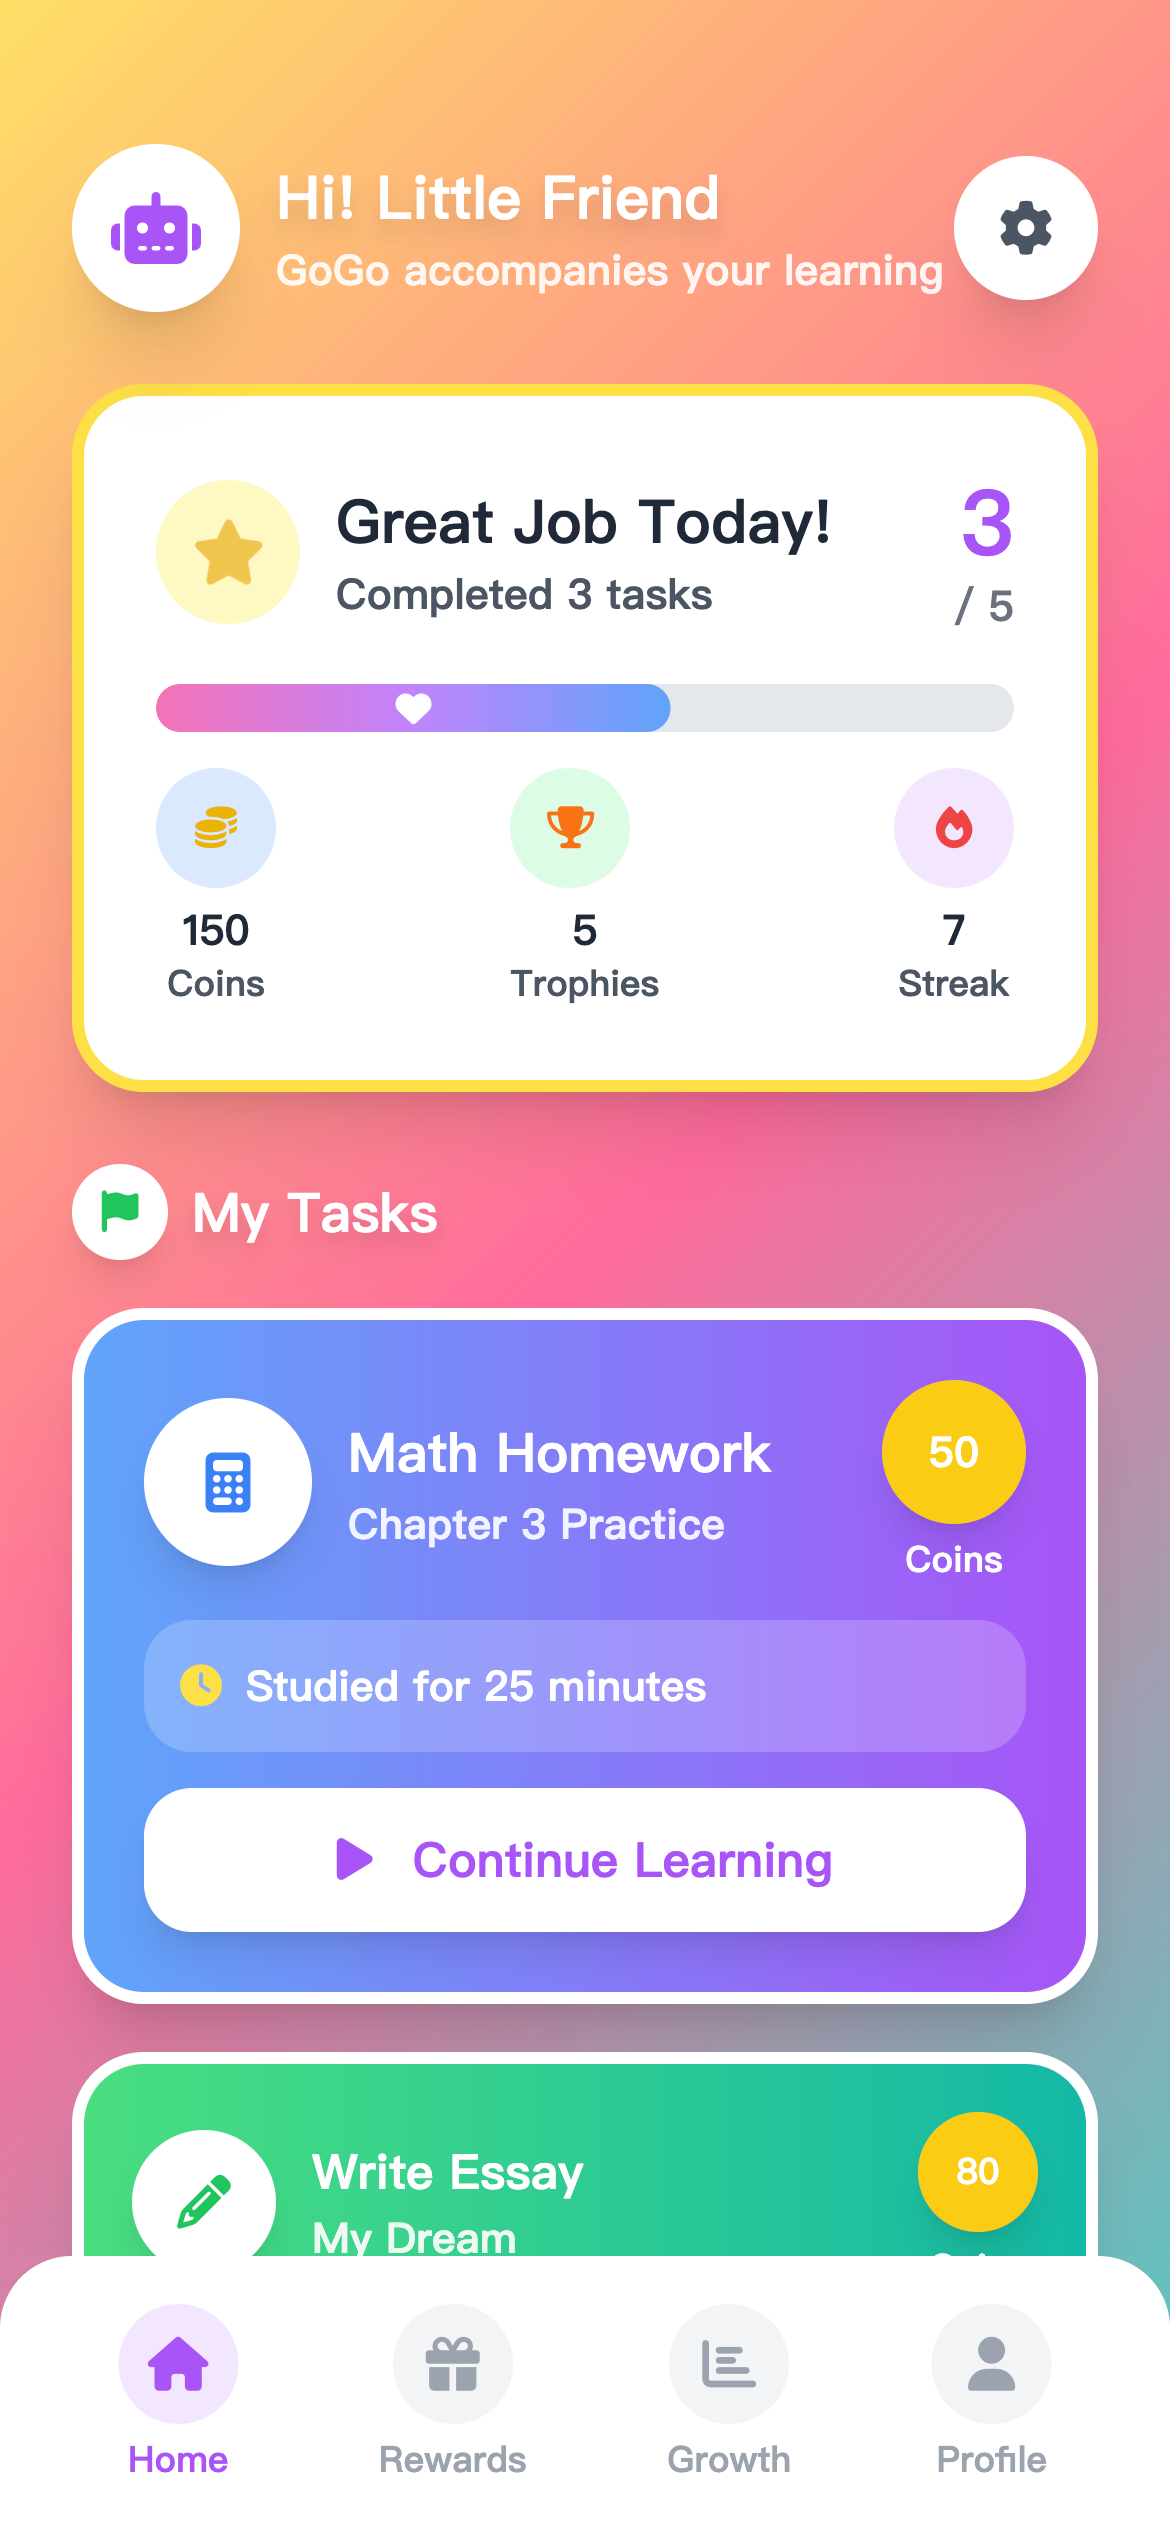 Hi! Little Friend
GoGo accompanies your learning
Great Job Today!
Completed 3 tasks
3
/ 5
150
Coins
5
Trophies
7
Streak
My Tasks
Math Homework
Chapter 3 Practice
50
Coins
Studied for 25 minutes
Continue Learning
Write Essay
My Dream
80
Home
Rewards
Growth
Profile